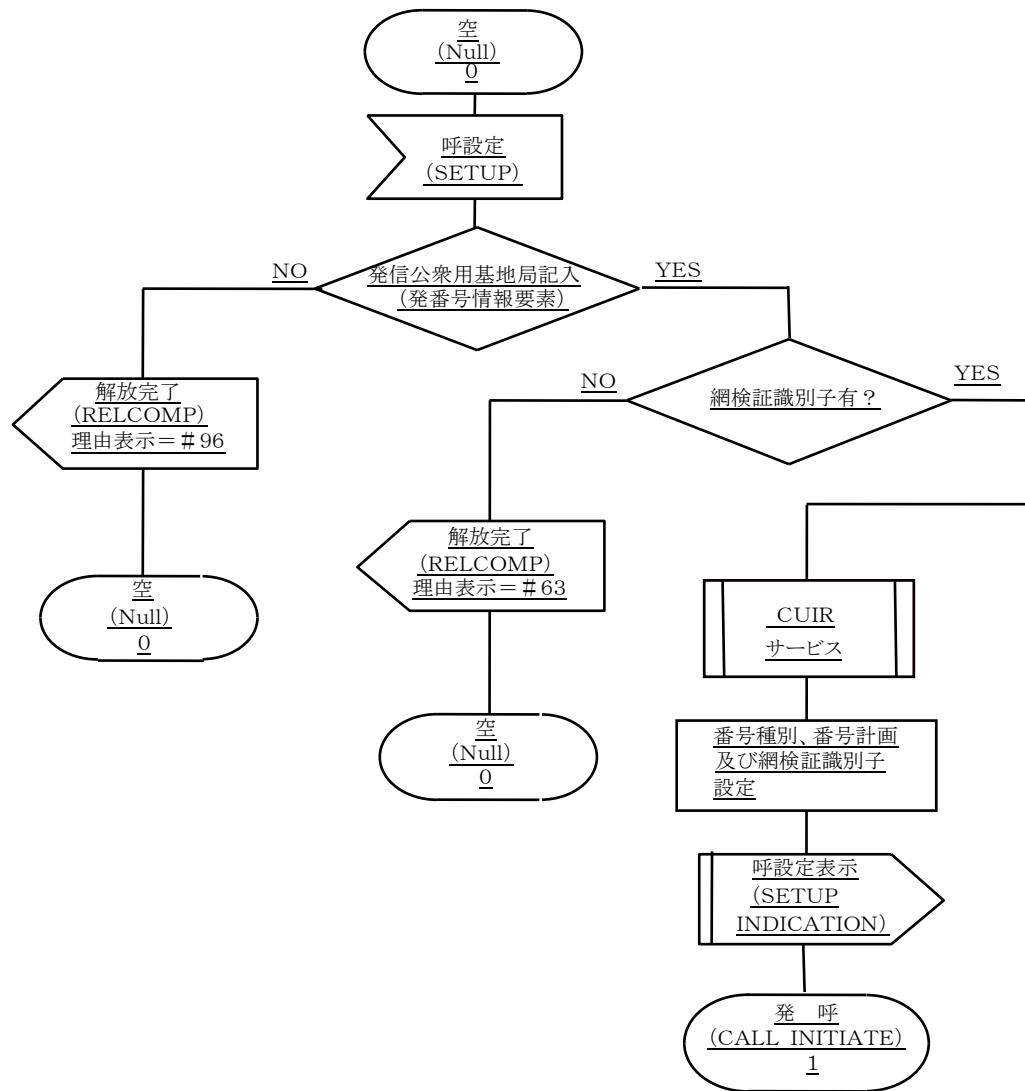 空
(Null)
0
呼設定
(SETUP)
発信公衆用基地局記入
(発番号情報要素)
NO
YES
網検証識別子有？
NO
YES
解放完了
(RELCOMP)
理由表示＝＃96
空
(Null)
0
解放完了
(RELCOMP)
理由表示＝＃63
空
(Null)
0
CUIR
サービス
番号種別、番号計画
及び網検証識別子
設定
呼設定表示
(SETUP
INDICATION)
発　呼
(CALL INITIATE)
1